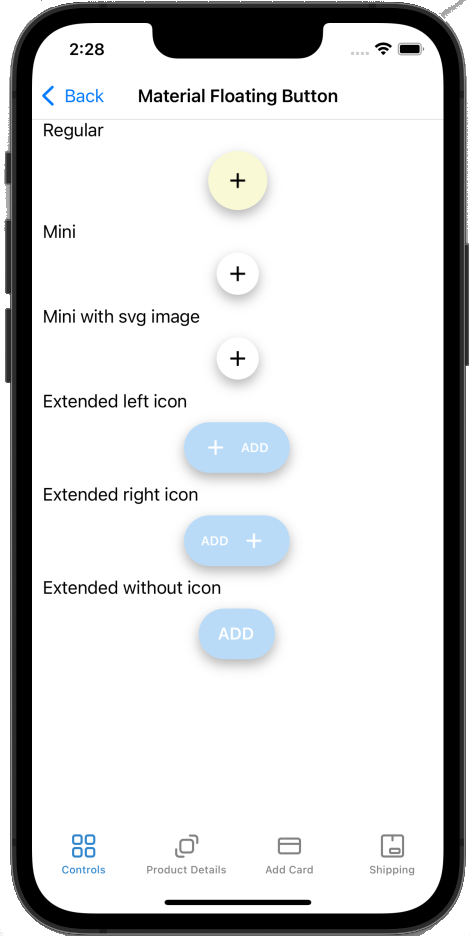 2:28
Back Material Floating Button
Regular
Mini
Mini with svg image
Extended left icon
ADD
Extended right icon
ADD
Extended without icon
ADD
Controls Product Details Add Card Shipping